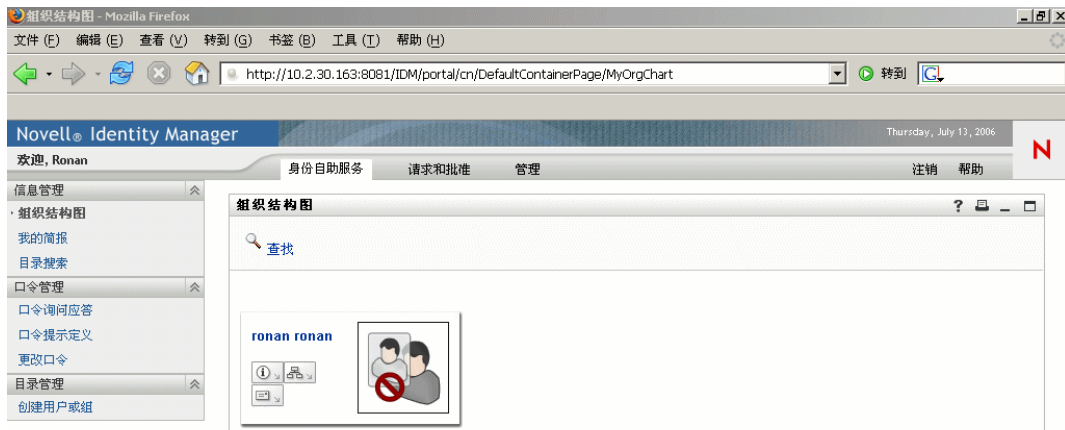 组织结构图 - Mozilla Firefox
文件 (F) 编辑 (E) 查看 (V) 转到 (G) 书签 (B) 工具 (T) 帮助 (H)
http://10.2.30.163:8081/IDM/portal/cn/DefaultContainerPage/MyOrgChart 转到 G
Novell® Identity Manager Thursday, July 13, 2006
N
欢迎, Ronan
身份自助服务 请求和批准 管理 注销 帮助
信息管理
组织结构图
我的简报
目录搜索
口令管理
口令询问应答
口令提示定义
更改口令
目录管理
创建用户或组
组织结构图 ?
查找
ronan ronan